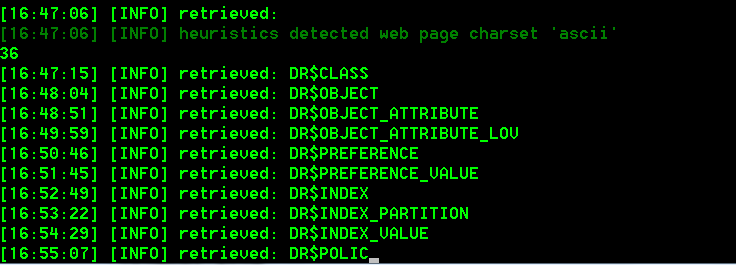 [16:47:06] [INFO] retrieved:
[16:47:06] [INFO] heuristics detected web page charset 'ascii'
36
[16:47:15] [INFO] retrieved: DR$CLASS
[16:48:04] [INFO] retrieved: DR$OBJECT
[16:48:51] [INFO] retrieved: DR$OBJECT_ATTRIBUTE
[16:49:59] [INFO] retrieved: DR$OBJECT_ATTRIBUTE_LOV
[16:50:46] [INFO] retrieved: DR$PREFERENCE
[16:51:45] [INFO] retrieved: DR$PREFERENCE_VALUE
[16:52:49] [INFO] retrieved: DR$INDEX
[16:53:22] [INFO] retrieved: DR$INDEX_PARTITION
[16:54:29] [INFO] retrieved: DR$INDEX_VALUE
[16:55:07] [INFO] retrieved: DR$POLIC